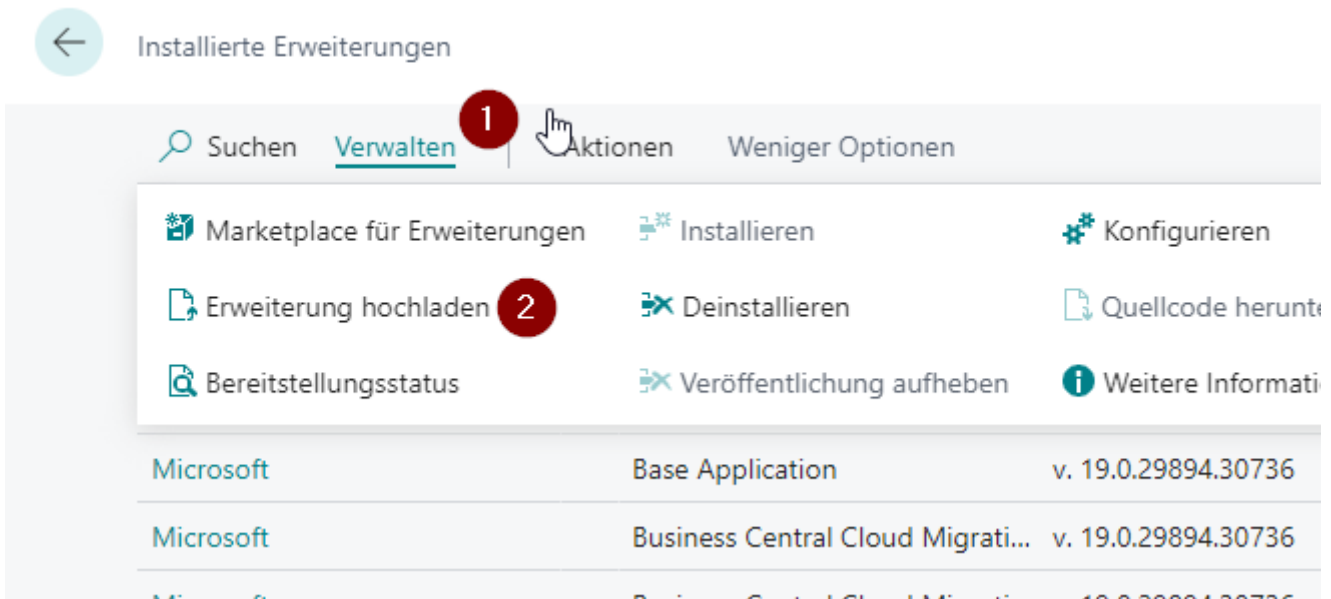 Installierte Erweiterungen
Suchen Verwalten 1 Aktionen Weniger Optionen
Marketplace für Erweiterungen Installieren Konfigurieren
Erweiterung hochladen 2 Deinstallieren Quellcode herunte
Bereitstellungsstatus Veröffentlichung aufheben Weitere Informati
Microsoft Base Application v. 19.0.29894.30736
Microsoft Business Central Cloud Migrati... v. 19.0.29894.30736